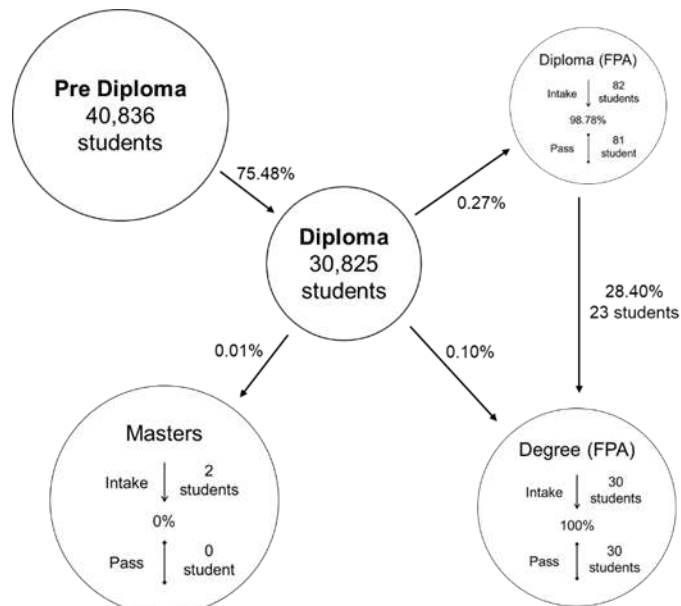 Pre Diploma
40,836
students
75.48%
Diploma
30,825
students
Diploma (FPA)
Intake
82
students
98.78%
Pass
81
student
0.27%
28.40%
23 students
0.01%
0.10%
Masters
Intake
2
students
0%
Pass
0
student
Degree (FPA)
Intake
30
students
100%
Pass
30
students